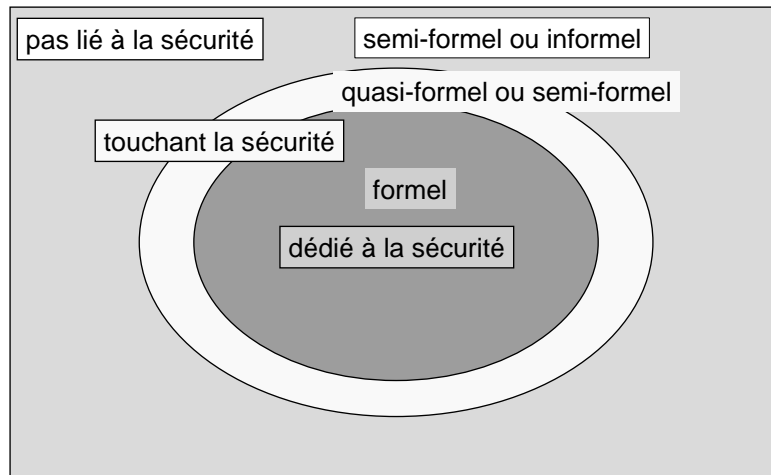 pas lié à la sécurité
semi-formel ou informel
quasi-formel ou semi-formel
touchant la sécurité
formel
dédié à la sécurité